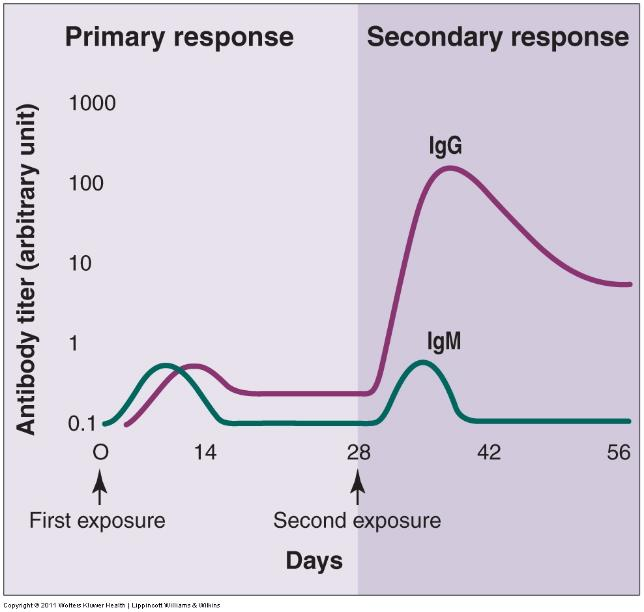 Primary response
Secondary response
Antibody titer (arbitrary unit)
1000
100
10
1
0.1
IgG
IgM
O 14 28 42 56
First exposure
Second exposure
Days
Copyright © 2011 Wolters Kluwer Health | Lippincott Williams & Wilkins